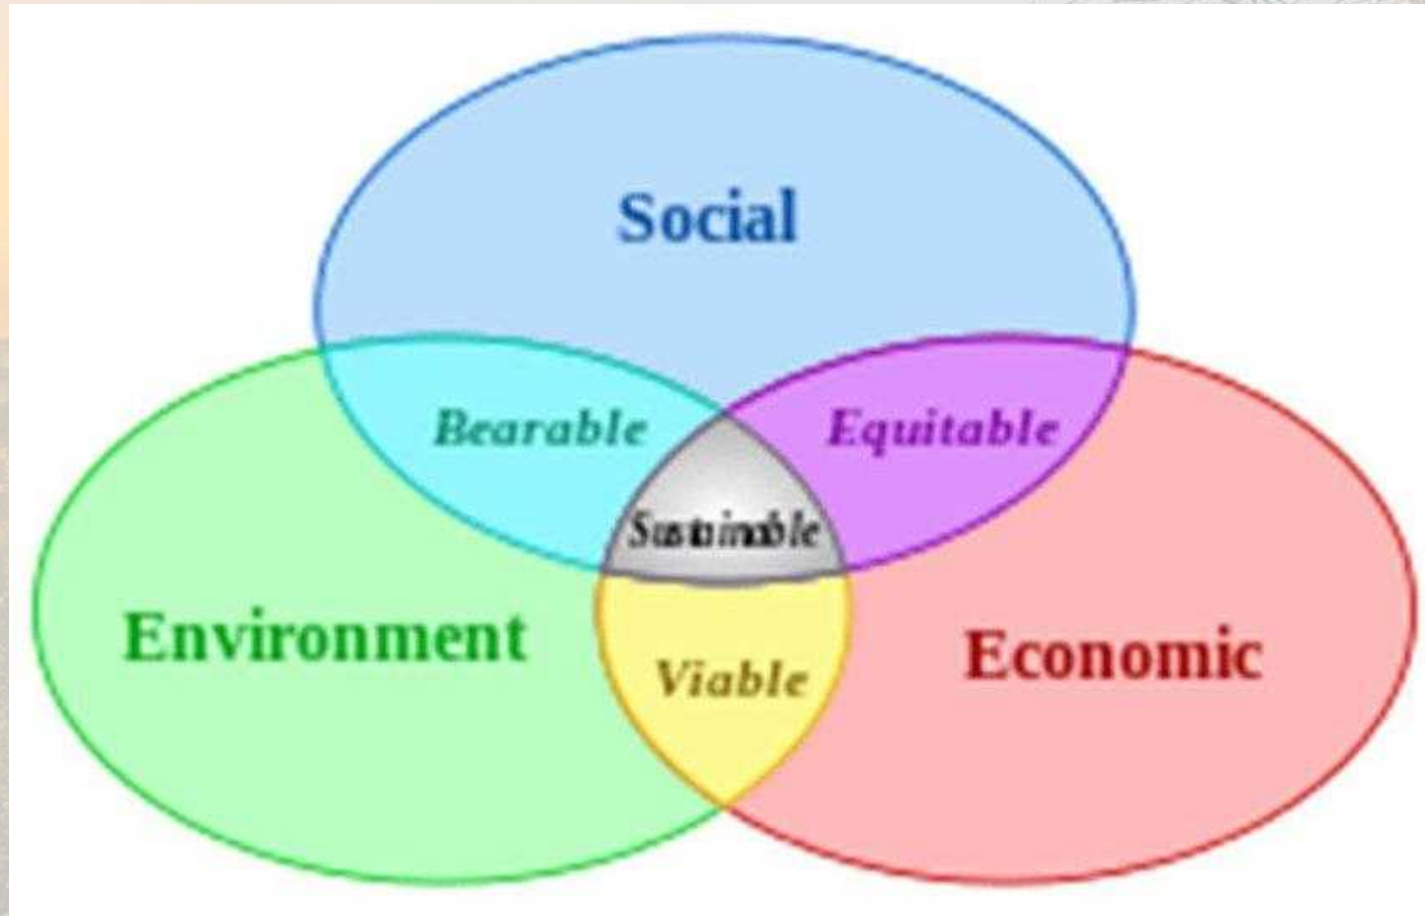 Social
Bearable
Equitable
Sustainable
Environment
Economic
Viable